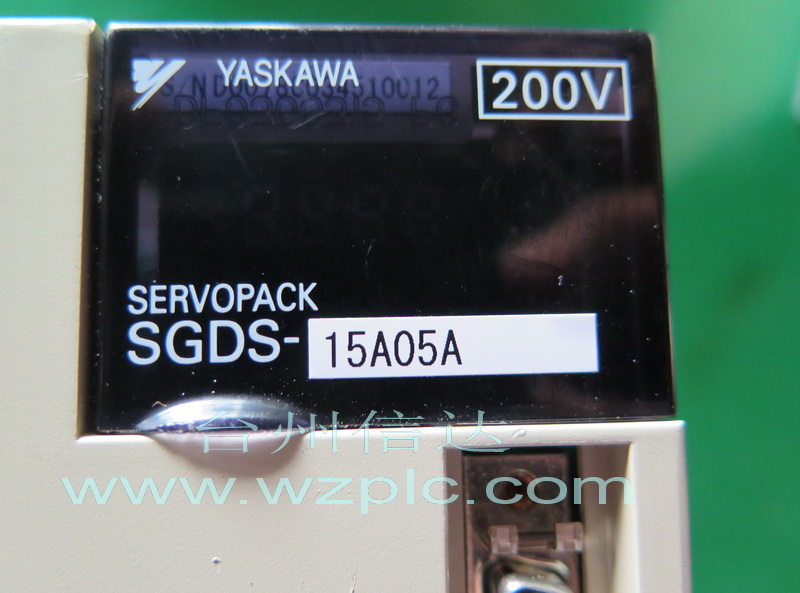 YASKAWA
200V
SERVOPACK
SGDS-
15A05A
台州信达
www.wzplc.com